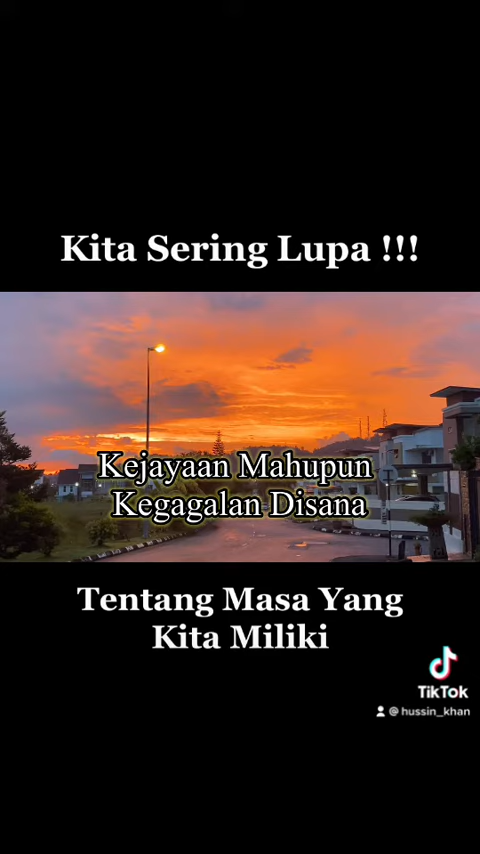 Kita Sering Lupa !!!
Kejayaan Mahupun
Kegagalan Disana
Tentang Masa Yang
Kita Miliki
TikTok
@hussin_khan